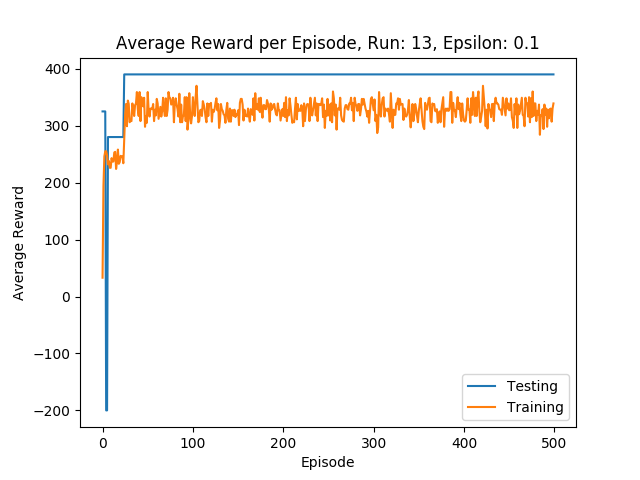 Average Reward per Episode, Run: 13, Epsilon: 0.1
Average Reward
400
300
200
100
0
−100
−200
0
100
200
300
400
500
Episode
Testing
Training